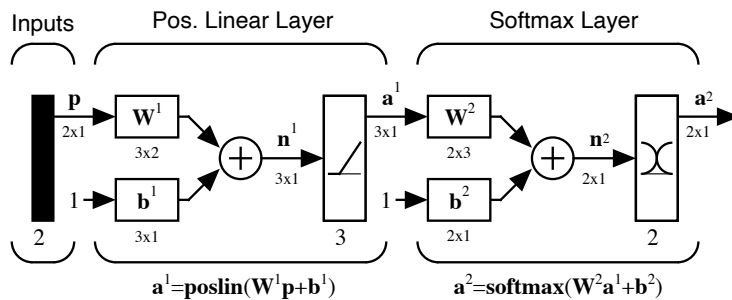 Inputs
Pos. Linear Layer
Softmax Layer
p
2x1
W¹
3x2
1
b¹
3x1
n¹
3x1
a¹
3x1
W²
2x3
1
b²
2x1
n²
2x1
a²
2x1
2
3
2
a¹=poslin(W¹p+b¹)
a²=softmax(W²a¹+b²)